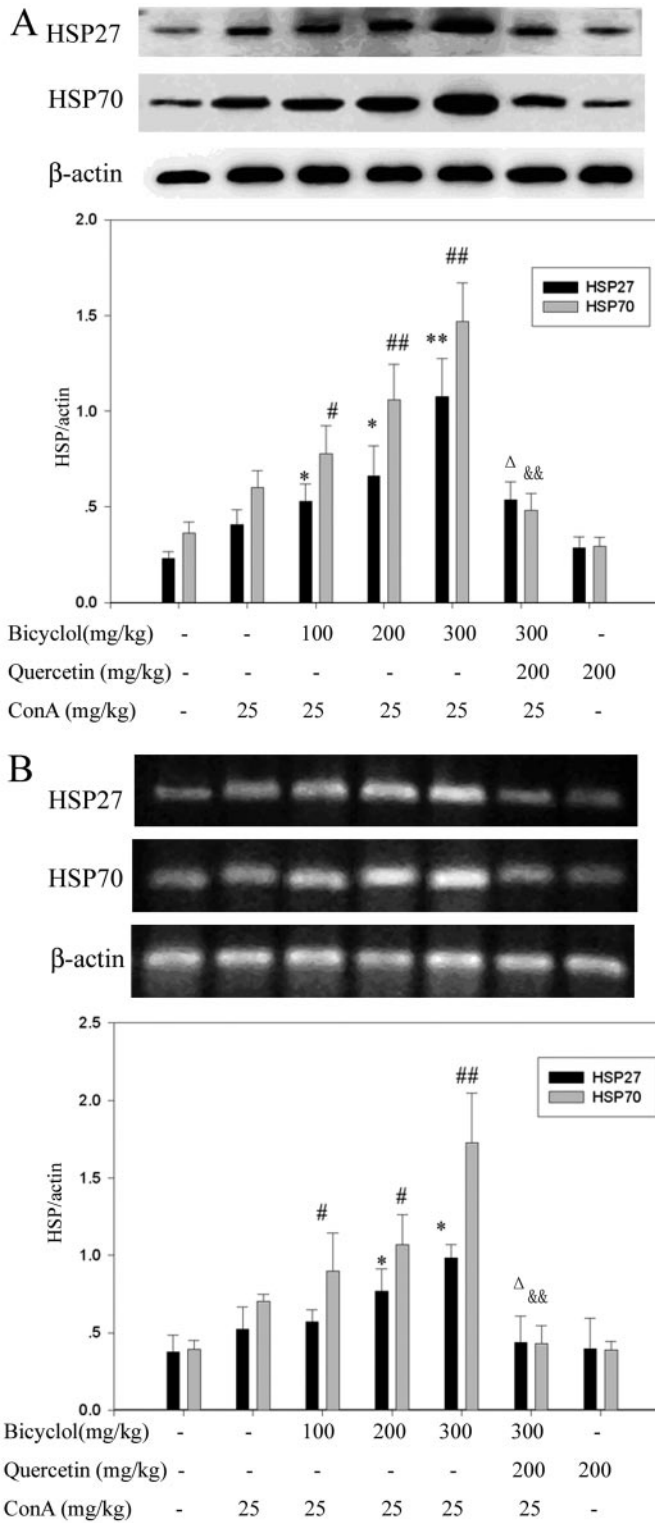 A
HSP27
HSP70
β-actin
2.0
1.5
1.0
.5
0.0
HSP/actin
HSP27
HSP70
#
##
##
*
*
**
Δ &&
Bicyclol(mg/kg) - - 100 200 300 300 -
Quercetin (mg/kg) - - - - - 200 200
ConA (mg/kg) - 25 25 25 25 25 -
B
HSP27
HSP70
β-actin
2.5
2.0
1.5
1.0
.5
0.0
HSP/actin
HSP27
HSP70
#
#
##
*
*
Δ &&
Bicyclol(mg/kg) - - 100 200 300 300 -
Quercetin (mg/kg) - - - - - 200 200
ConA (mg/kg) - 25 25 25 25 25 -